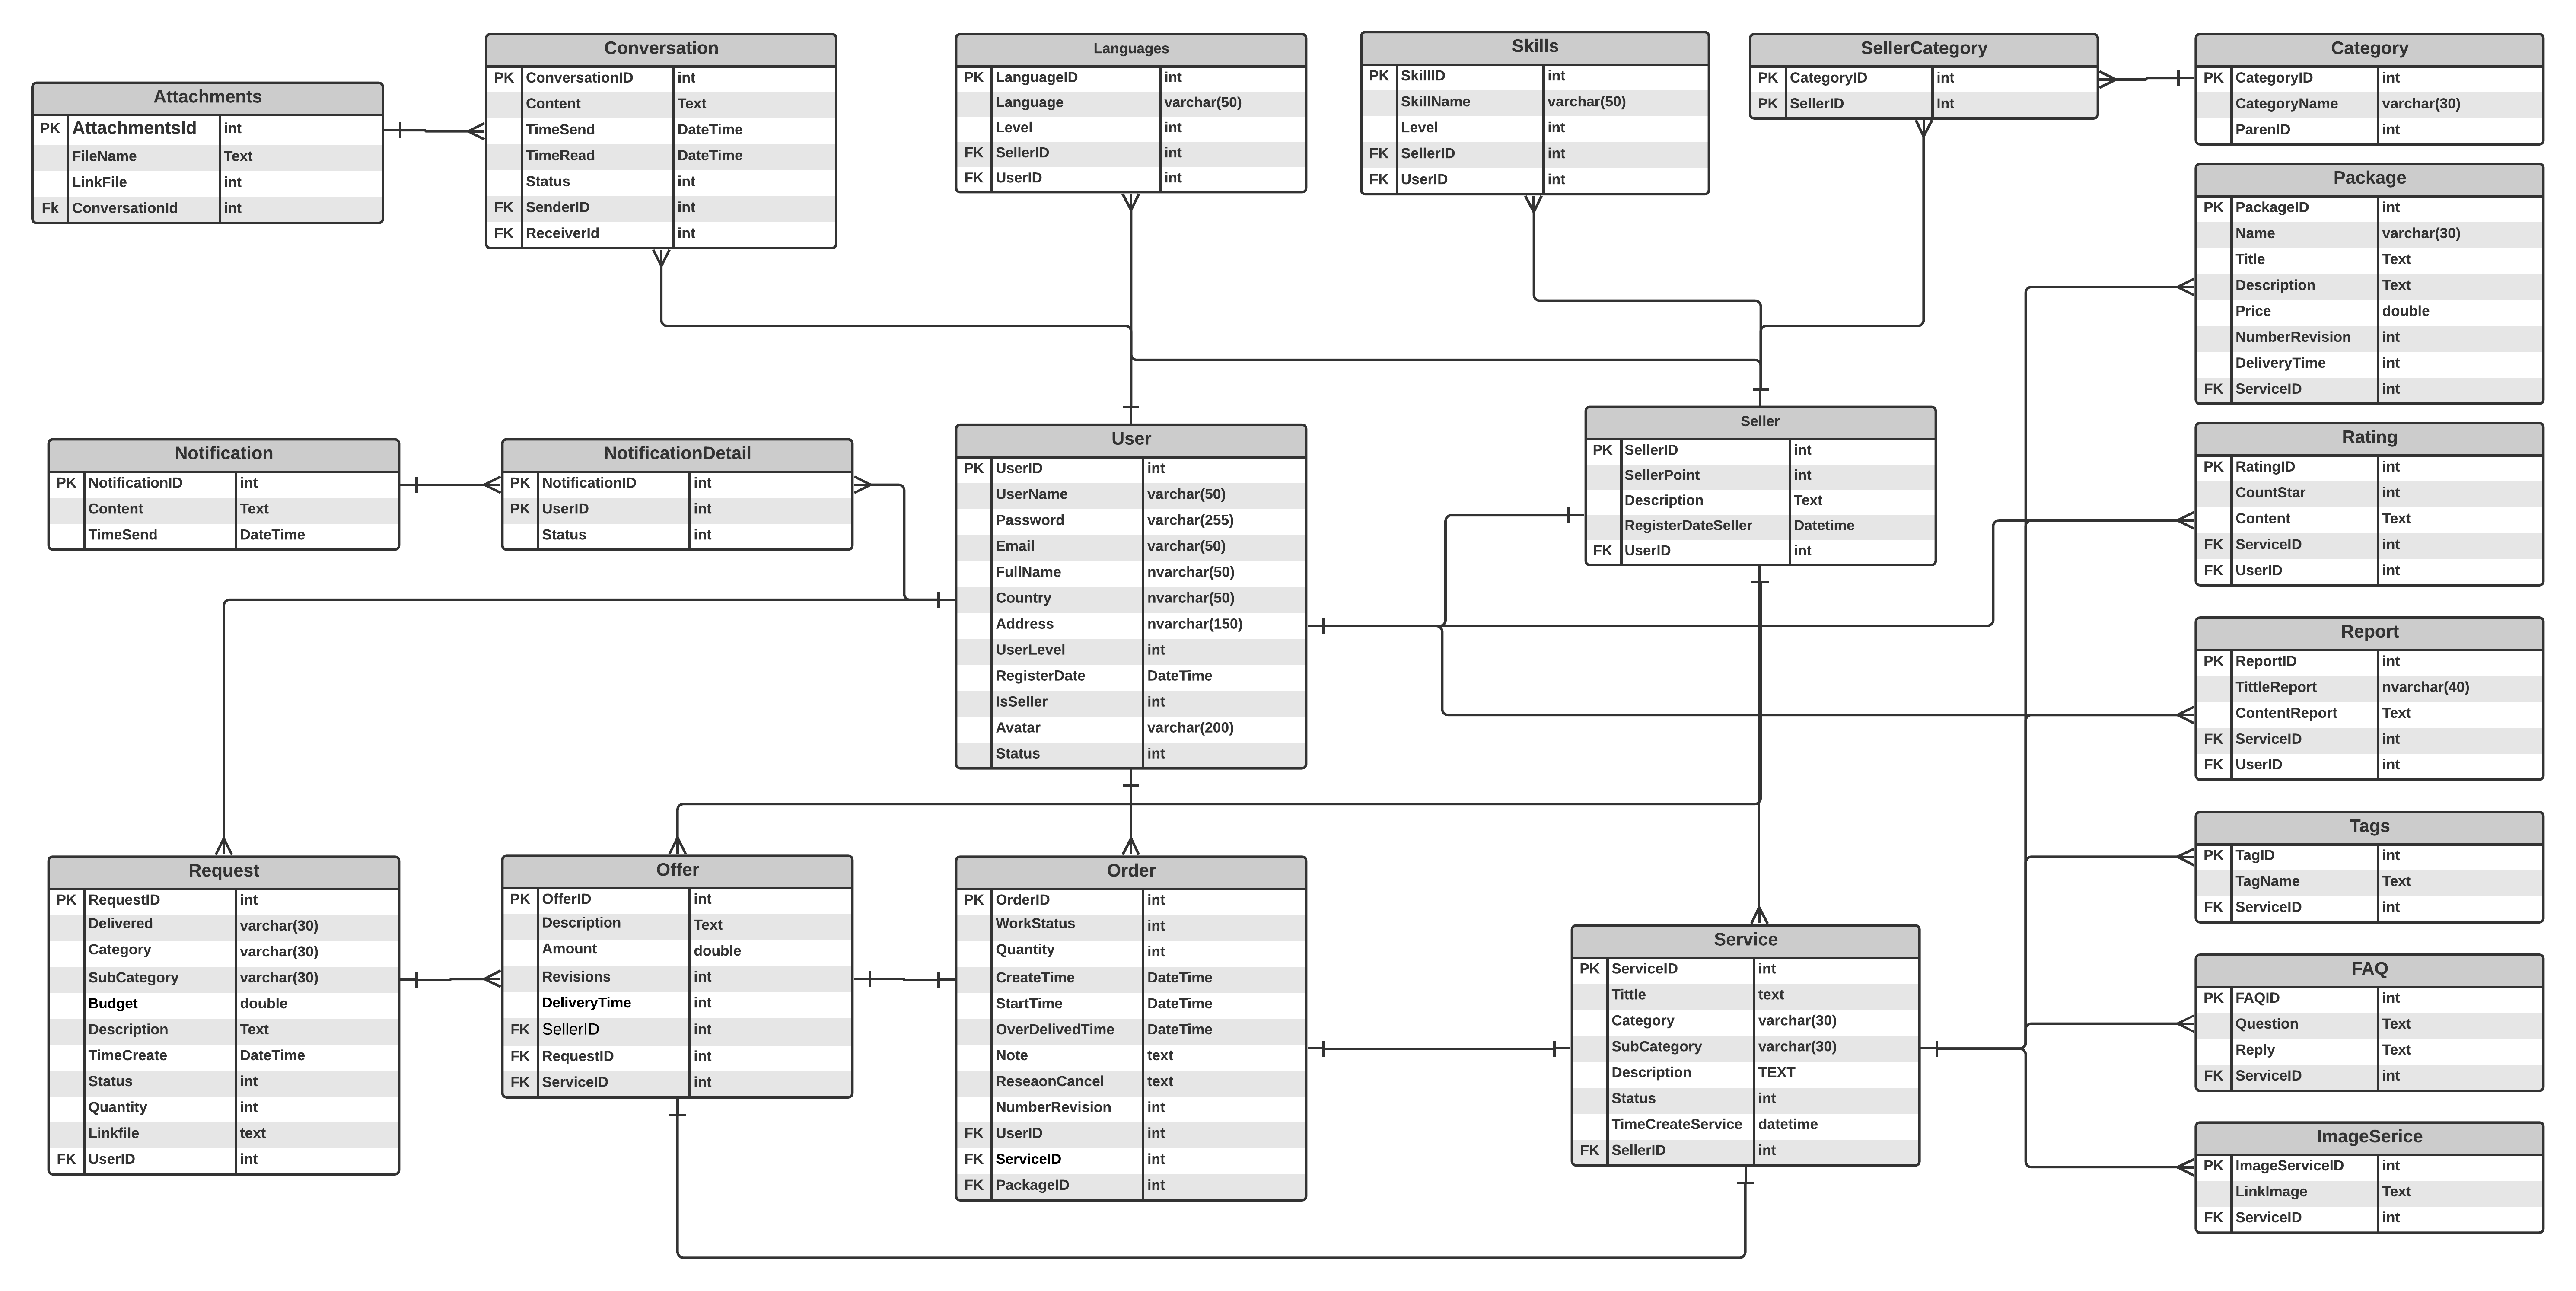 Attachments
PK AttachmentsId int
FileName Text
LinkFile int
Fk ConversationId int
Conversation
PK ConversationID int
Content Text
TimeSend DateTime
TimeRead DateTime
Status int
FK SenderID int
FK ReceiverId int
Languages
PK LanguageID int
Language varchar(50)
Level int
FK SellerID int
FK UserID int
Skills
PK SkillID int
SkillName varchar(50)
Level int
FK SellerID int
FK UserID int
SellerCategory
PK CategoryID int
PK SellerID Int
Category
PK CategoryID int
CategoryName varchar(30)
ParenID int
Package
PK PackageID int
Name varchar(30)
Title Text
Description Text
Price double
NumberRevision int
DeliveryTime int
FK ServiceID int
Notification
PK NotificationID int
Content Text
TimeSend DateTime
NotificationDetail
PK NotificationID int
PK UserID int
Status int
User
PK UserID int
UserName varchar(50)
Password varchar(255)
Email varchar(50)
FullName nvarchar(50)
Country nvarchar(50)
Address nvarchar(150)
UserLevel int
RegisterDate DateTime
IsSeller int
Avatar varchar(200)
Status int
Seller
PK SellerID int
SellerPoint int
Description Text
RegisterDateSeller Datetime
FK UserID int
Rating
PK RatingID int
CountStar int
Content Text
FK ServiceID int
FK UserID int
Report
PK ReportID int
TittleReport nvarchar(40)
ContentReport Text
FK ServiceID int
FK UserID int
Tags
PK TagID int
TagName Text
FK ServiceID int
Request
PK RequestID int
Delivered varchar(30)
Category varchar(30)
SubCategory varchar(30)
Budget double
Description Text
TimeCreate DateTime
Status int
Quantity int
Linkfile text
FK UserID int
Offer
PK OfferID int
Description Text
Amount double
Revisions int
DeliveryTime int
FK SellerID int
FK RequestID int
FK ServiceID int
Order
PK OrderID int
WorkStatus int
Quantity int
CreateTime DateTime
StartTime DateTime
OverDelivedTime DateTime
Note text
ReseaonCancel text
NumberRevision int
FK UserID int
FK ServiceID int
FK PackageID int
Service
PK ServiceID int
Tittle text
Category varchar(30)
SubCategory varchar(30)
Description TEXT
Status int
TimeCreateService datetime
FK SellerID int
FAQ
PK FAQID int
Question Text
Reply Text
FK ServiceID int
ImageSerice
PK ImageServiceID int
LinkImage Text
FK ServiceID int